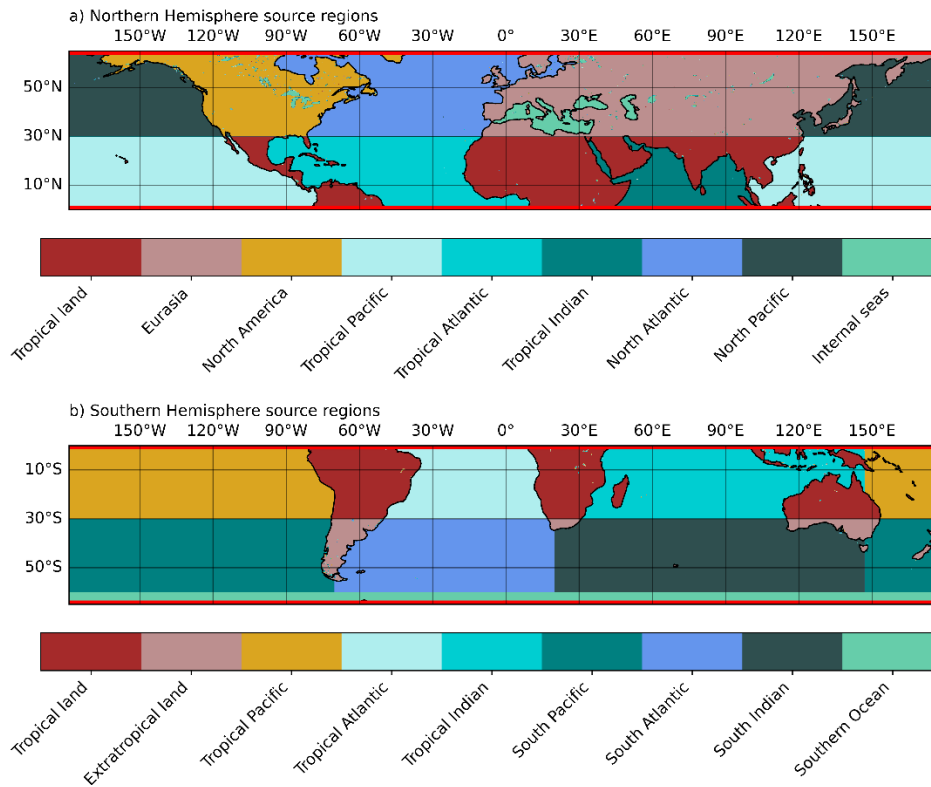 a) Northern Hemisphere source regions
150°W 120°W 90°W 60°W 30°W 0° 30°E 60°E 90°E 120°E 150°E
50°N
30°N
10°N
Tropical land
Eurasia
North America
Tropical Pacific
Tropical Atlantic
Tropical Indian
North Atlantic
North Pacific
Internal seas
b) Southern Hemisphere source regions
150°W 120°W 90°W 60°W 30°W 0° 30°E 60°E 90°E 120°E 150°E
10°S
30°S
50°S
Tropical land
Extratropical land
Tropical Pacific
Tropical Atlantic
Tropical Indian
South Pacific
South Atlantic
South Indian
Southern Ocean